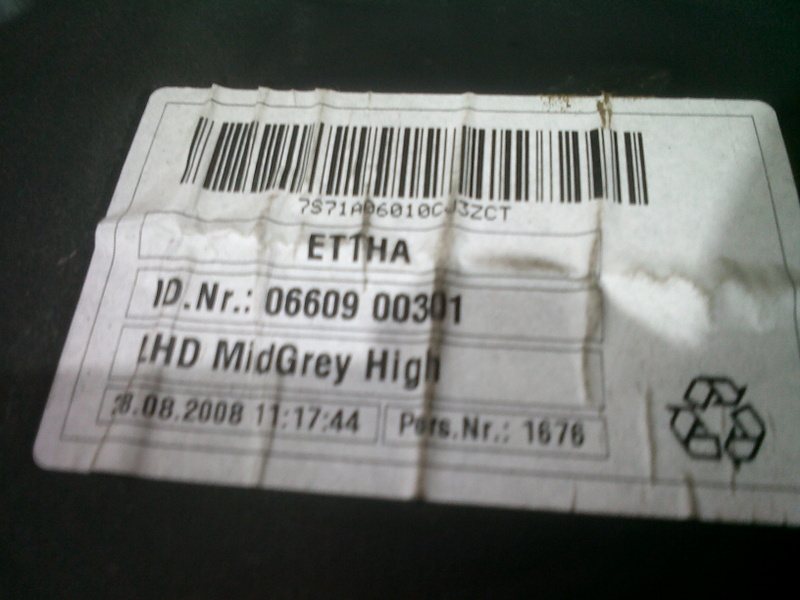 7S71A06010CJ3ZCT
ETTHA
ID.Nr.: 06609 00301
LHD MidGrey High
28.08.2008 11:17:44 Pers.Nr.: 1676